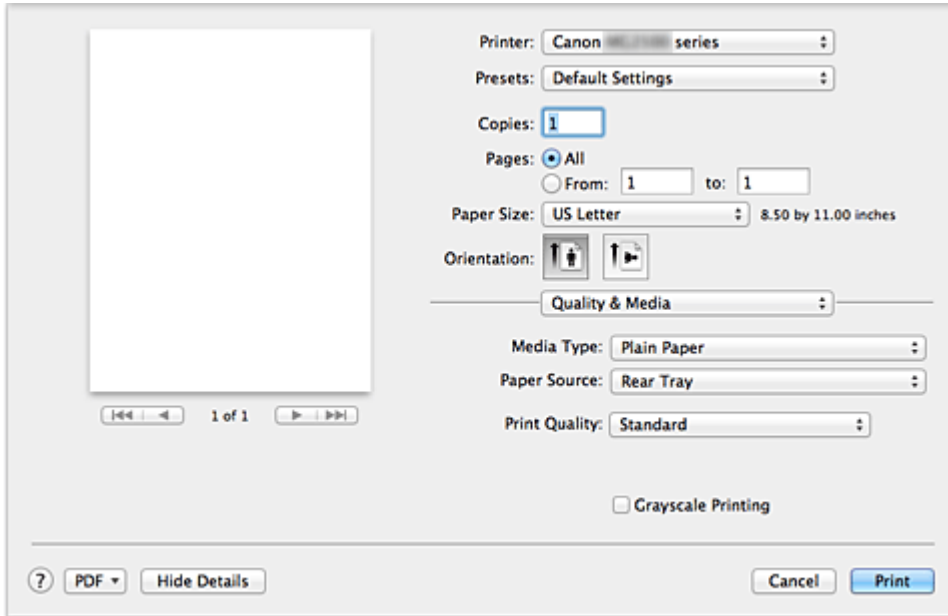 Printer: Canon series
Presets: Default Settings
Copies: 1
Pages: All
From: 1 to: 1
Paper Size: US Letter 8.50 by 11.00 inches
Orientation:
Quality & Media
Media Type: Plain Paper
Paper Source: Rear Tray
1 of 1
Print Quality: Standard
Grayscale Printing
? PDF Hide Details Cancel Print